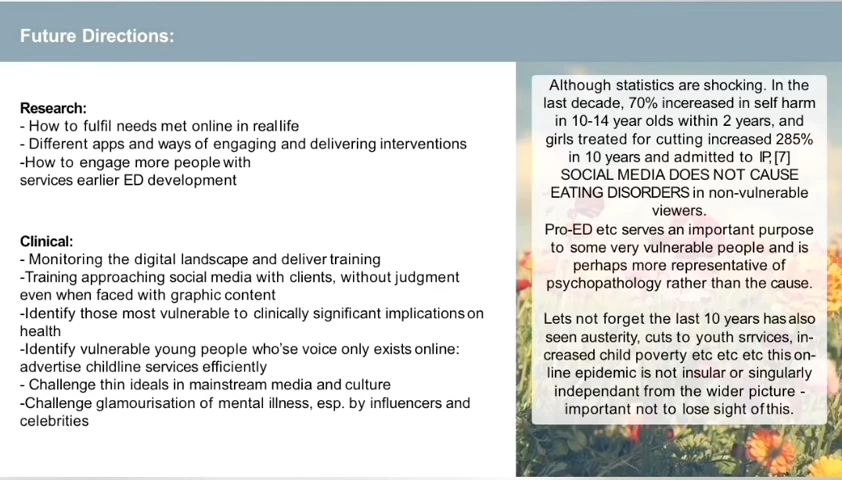 Future Directions:
Research:
- How to fulfil needs met online in real life
- Different apps and ways of engaging and delivering interventions
-How to engage more people with
services earlier ED development
Clinical:
- Monitoring the digital landscape and deliver training
-Training approaching social media with clients, without judgment
even when faced with graphic content
-Identify those most vulnerable to clinically significant implications on
health
-Identify vulnerable young people who'se voice only exists online:
advertise childline services efficiently
- Challenge thin ideals in mainstream media and culture
-Challenge glamourisation of mental illness, esp. by influencers and
celebrities
Although statistics are shocking. In the
last decade, 70% incereased in self harm
in 10-14 year olds within 2 years, and
girls treated for cutting increased 285%
in 10 years and admitted to IP,[7]
SOCIAL MEDIA DOES NOT CAUSE
EATING DISORDERS in non-vulnerable
viewers.
Pro-ED etc serves an important purpose
to some very vulnerable people and is
perhaps more representative of
psychopathology rather than the cause.
Lets not forget the last 10 years has also
seen austerity, cuts to youth srrvices, in-
creased child poverty etc etc etc this on-
line epidemic is not insular or singularly
independant from the wider picture -
important not to lose sight of this.